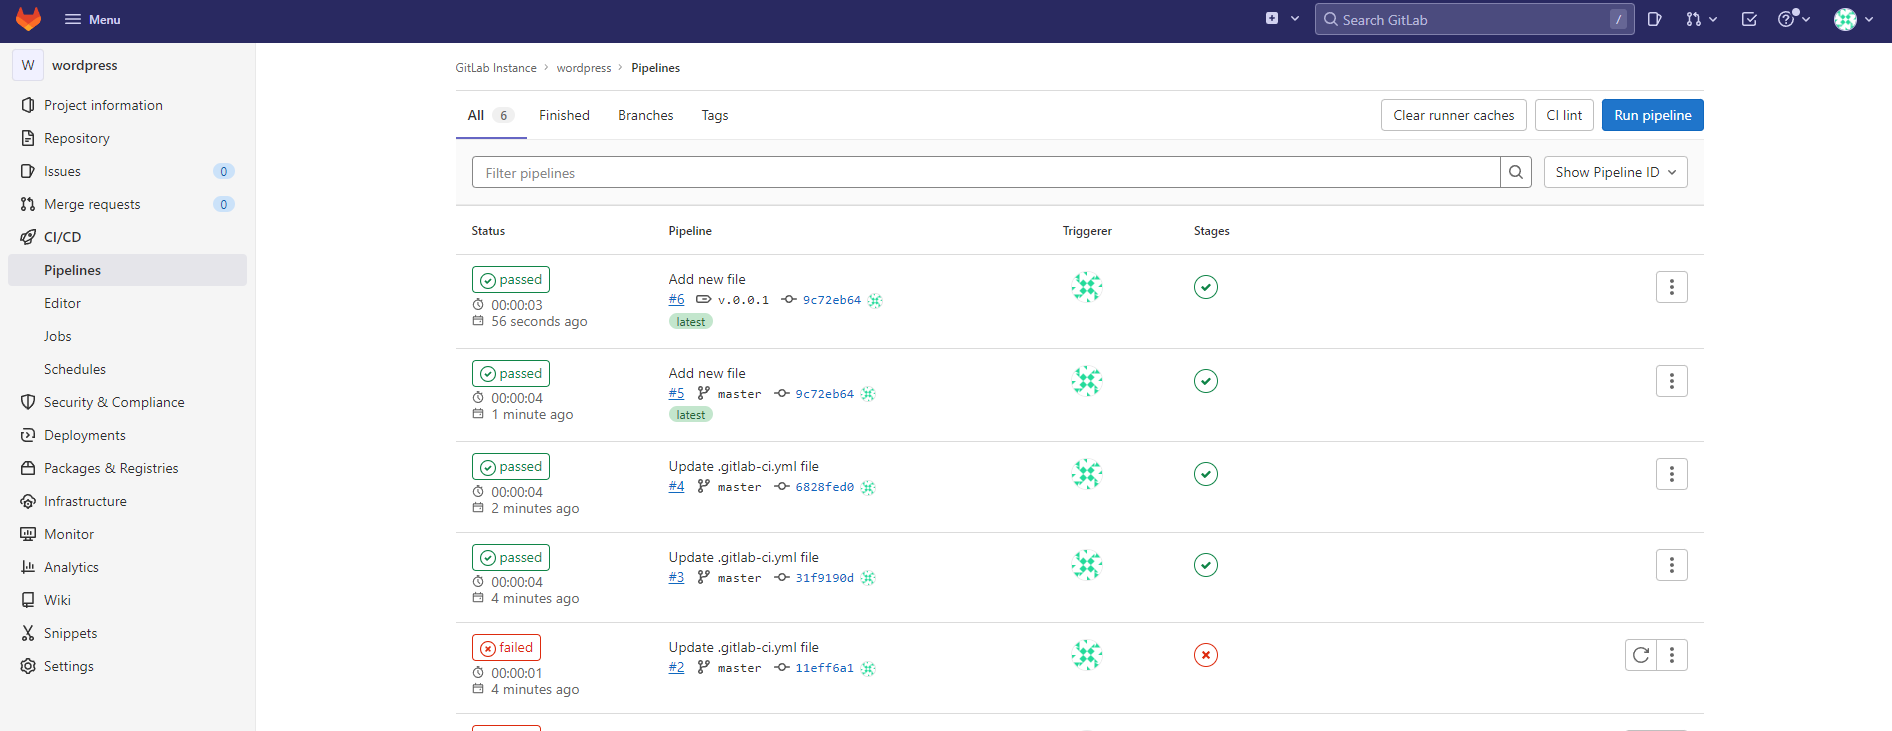 Menu
Search GitLab /
W wordpress
Project information
Repository
Issues 0
Merge requests 0
CI/CD
Pipelines
Editor
Jobs
Schedules
Security & Compliance
Deployments
Packages & Registries
Infrastructure
Monitor
Analytics
Wiki
Snippets
Settings
GitLab Instance › wordpress › Pipelines
All 6 Finished Branches Tags
Clear runner caches CI lint Run pipeline
Filter pipelines
Show Pipeline ID
Status Pipeline Triggerer Stages
passed
00:00:03
56 seconds ago
Add new file
#6 v.0.0.1 9c72eb64
latest
passed
00:00:04
1 minute ago
Add new file
#5 master 9c72eb64
latest
passed
00:00:04
2 minutes ago
Update .gitlab-ci.yml file
#4 master 6828fed0
passed
00:00:04
4 minutes ago
Update .gitlab-ci.yml file
#3 master 31f9190d
failed
00:00:01
4 minutes ago
Update .gitlab-ci.yml file
#2 master 11eff6a1